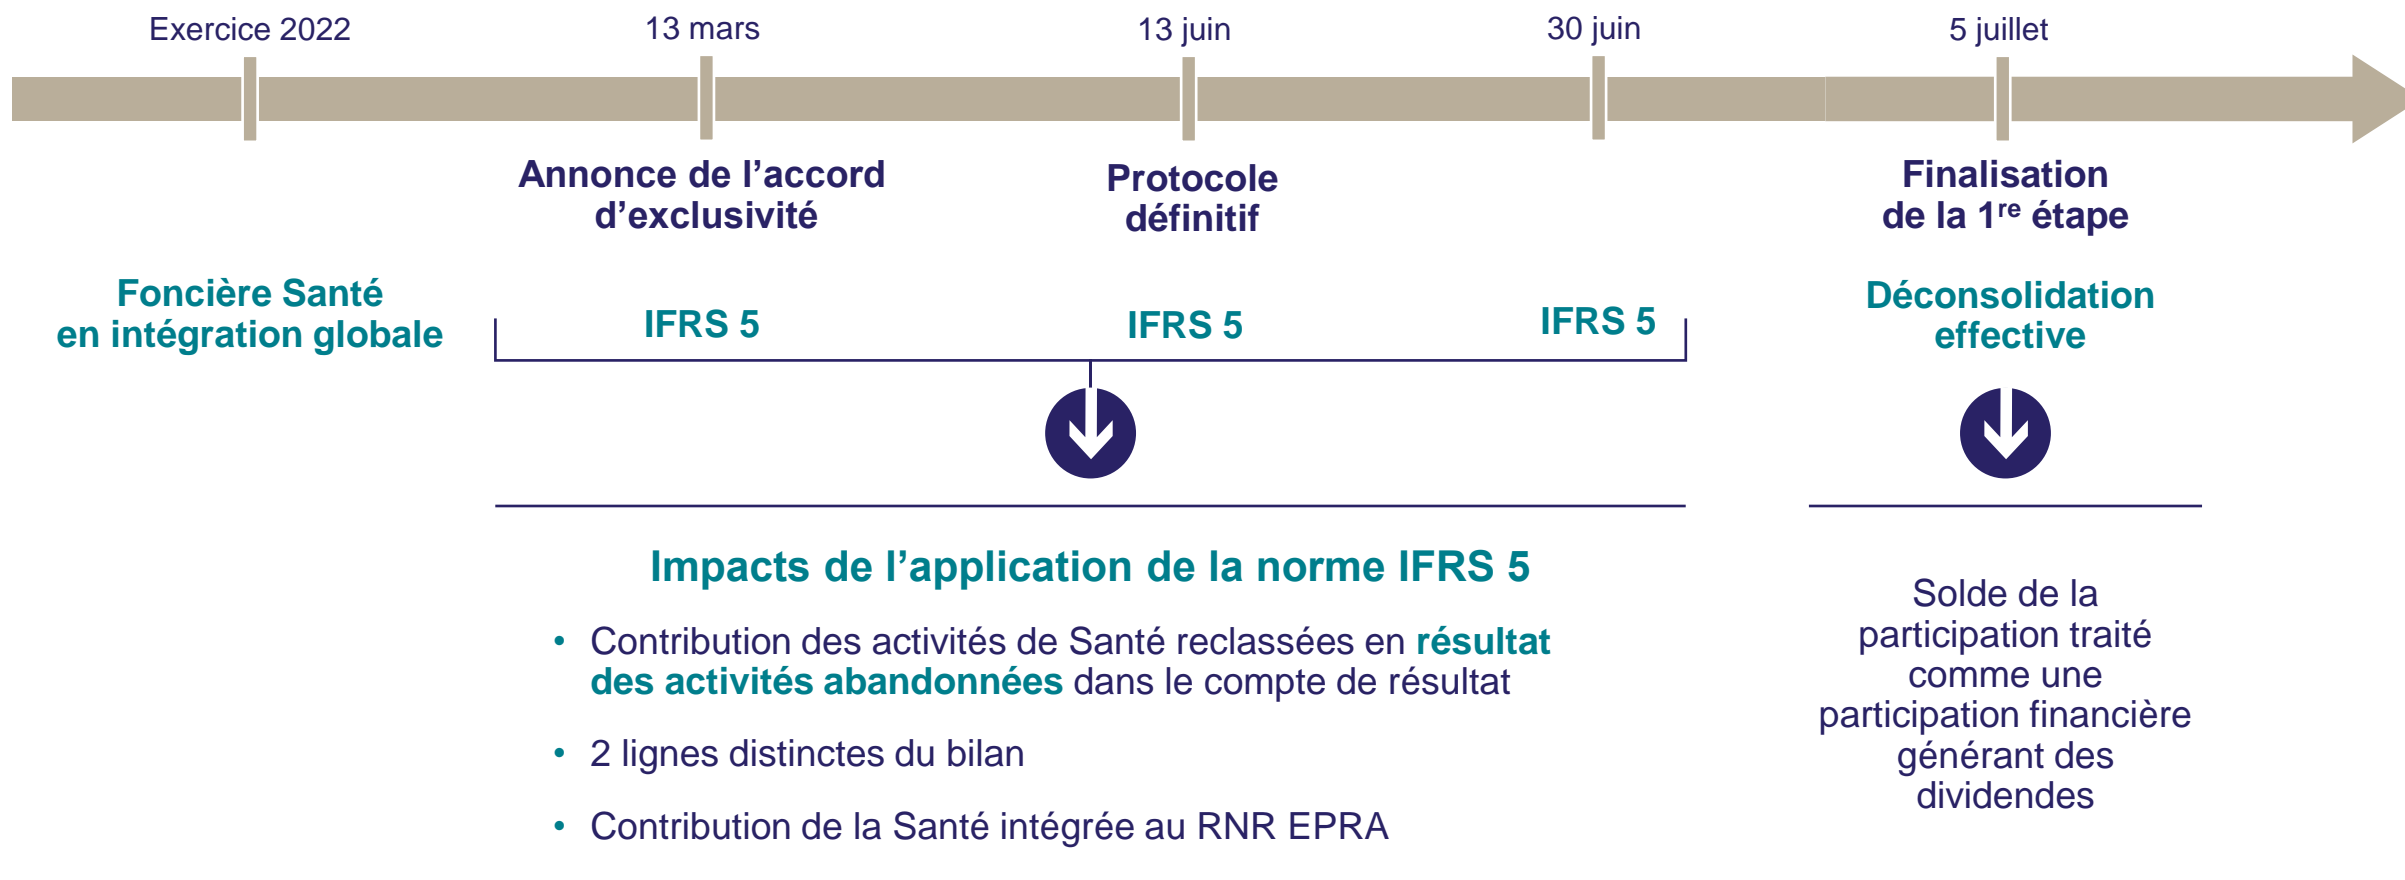 Exercice 2022
13 mars
13 juin
30 juin
5 juillet
Annonce de l’accord
d’exclusivité
Protocole
définitif
Finalisation
de la 1re étape
Foncière Santé
en intégration globale
IFRS 5
IFRS 5
IFRS 5
Déconsolidation
effective
Impacts de l’application de la norme IFRS 5
• Contribution des activités de Santé reclassées en résultat
des activités abandonnées dans le compte de résultat
• 2 lignes distinctes du bilan
• Contribution de la Santé intégrée au RNR EPRA
Solde de la
participation traité
comme une
participation financière
générant des
dividendes